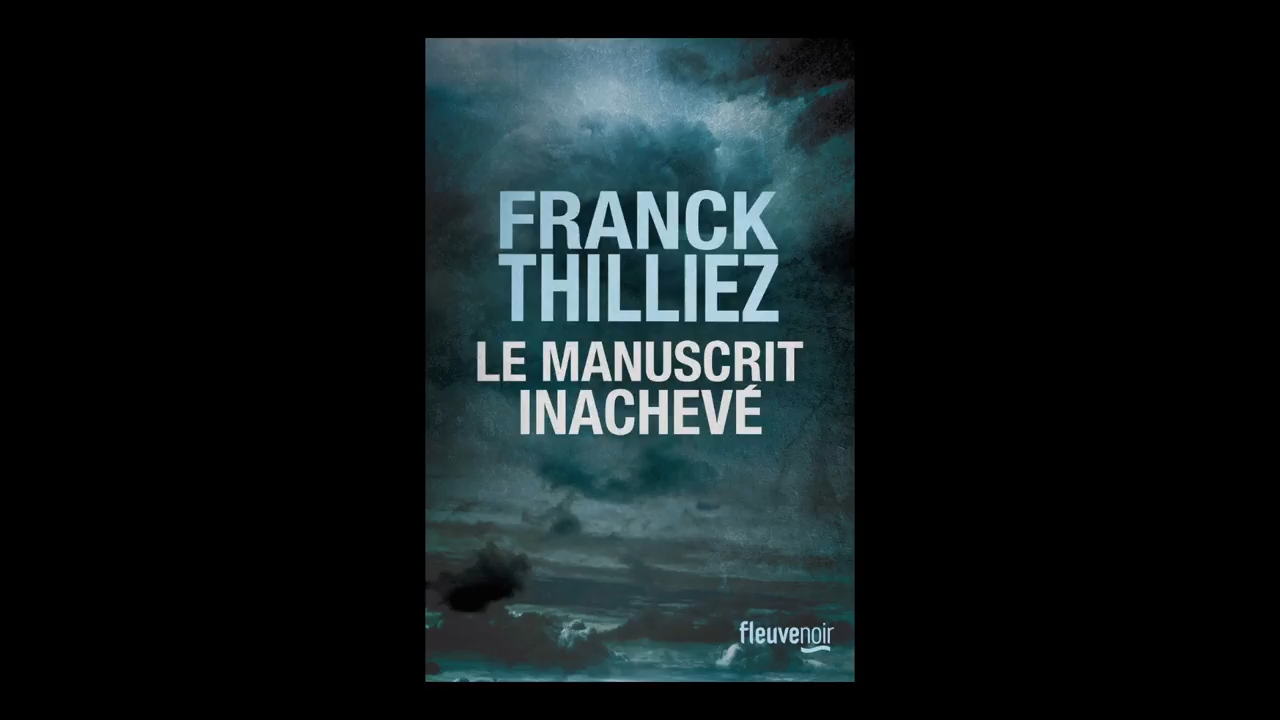 FRANCK
THILLIEZ
LE MANUSCRIT
INACHEVÉ
fleuvenoir